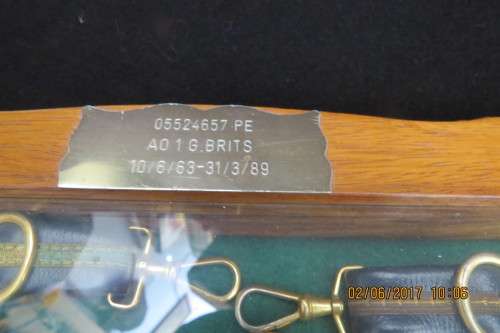 05524657 PE
AO 1 G.BRITS
10/6/63-31/3/89
02/06/2017 10:06